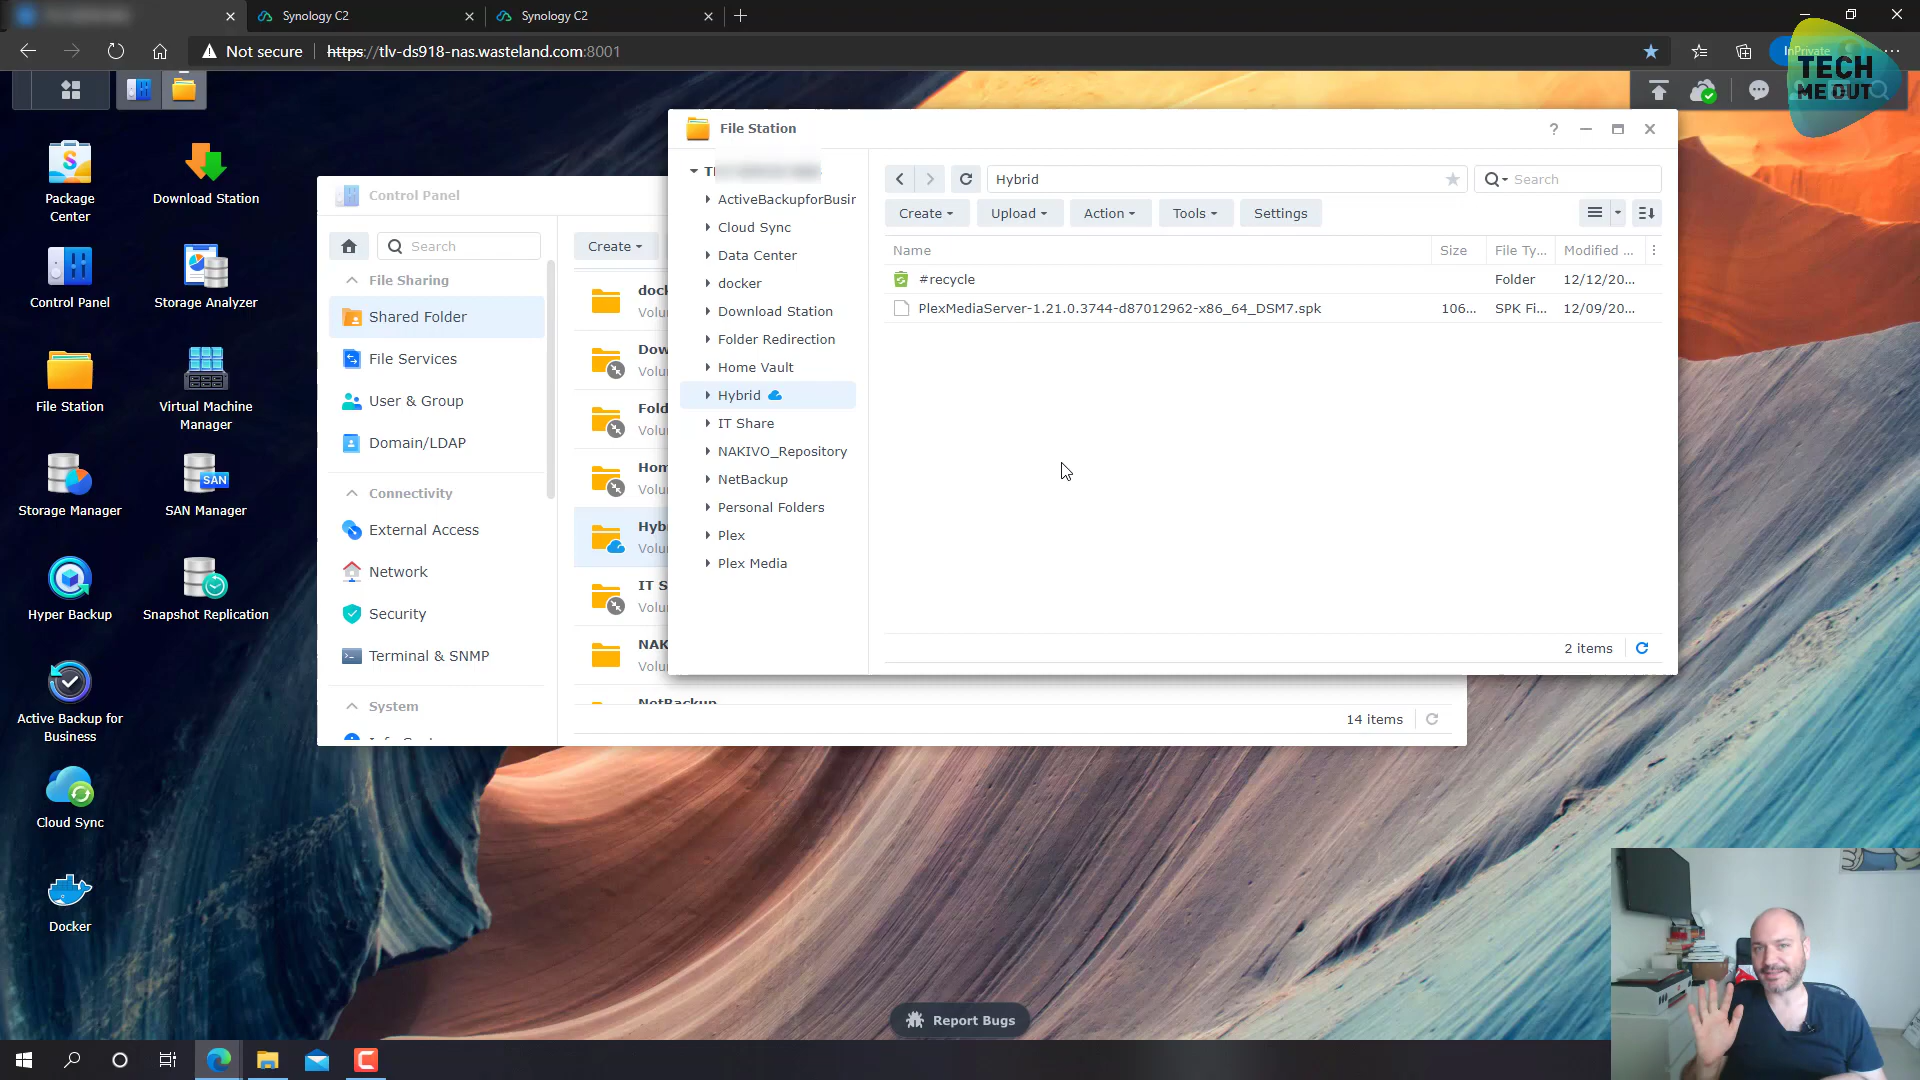 Synology C2
Synology C2
Not secure
https://tlv-ds918-nas.wasteland.com:8001
InPrivate
TECH
ME OUT
Package
Center
Download Station
Control Panel
Storage Analyzer
File Station
Virtual Machine
Manager
Storage Manager
SAN
SAN Manager
Hyper Backup
Snapshot Replication
Active Backup for
Business
Cloud Sync
Docker
Control Panel
Search
File Sharing
Shared Folder
File Services
User & Group
Domain/LDAP
Connectivity
External Access
Network
Security
Terminal & SNMP
System
Create
14 items
File Station
ActiveBackupforBusir
Cloud Sync
Data Center
docker
Download Station
Folder Redirection
Home Vault
Hybrid
IT Share
NAKIVO_Repository
NetBackup
Personal Folders
Plex
Plex Media
Hybrid
Search
Create
Upload
Action
Tools
Settings
Name
Size
File Ty...
Modified ...
#recycle
Folder
12/12/20...
PlexMediaServer-1.21.0.3744-d87012962-x86_64_DSM7.spk
106...
SPK Fi...
12/09/20...
2 items
Report Bugs